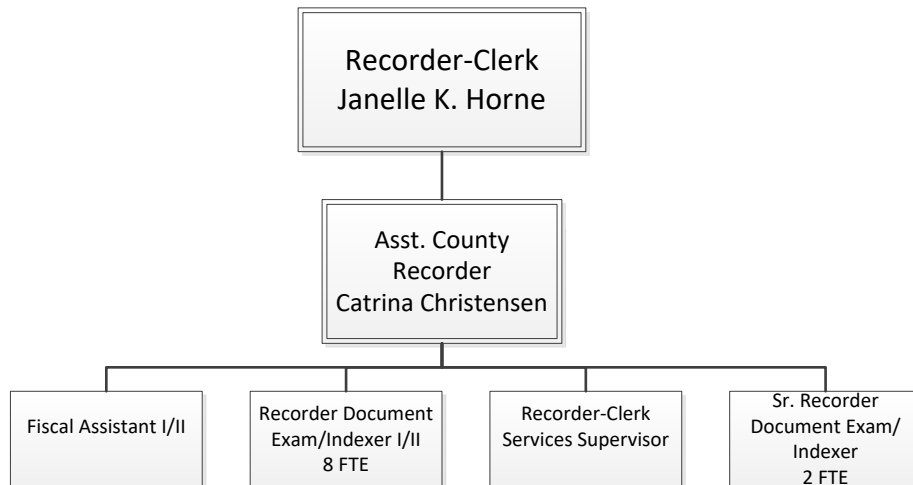 Recorder-Clerk
Janelle K. Horne
Asst. County
Recorder
Catrina Christensen
Fiscal Assistant I/II
Recorder Document
Exam/Indexer I/II
8 FTE
Recorder-Clerk
Services Supervisor
Sr. Recorder
Document Exam/
Indexer
2 FTE